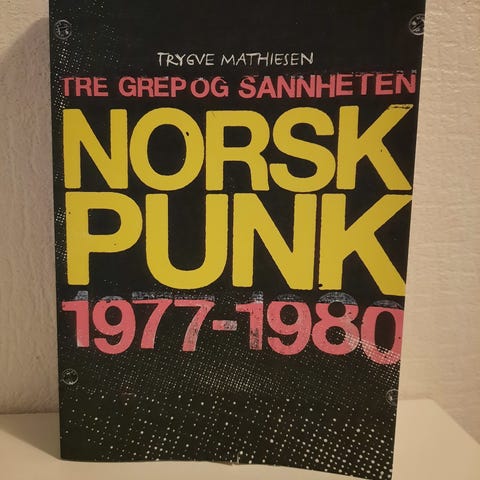 TRYGVE MATHIESEN
TRE GREP OG SANNHETEN
NORSK
PUNK
1977-1980